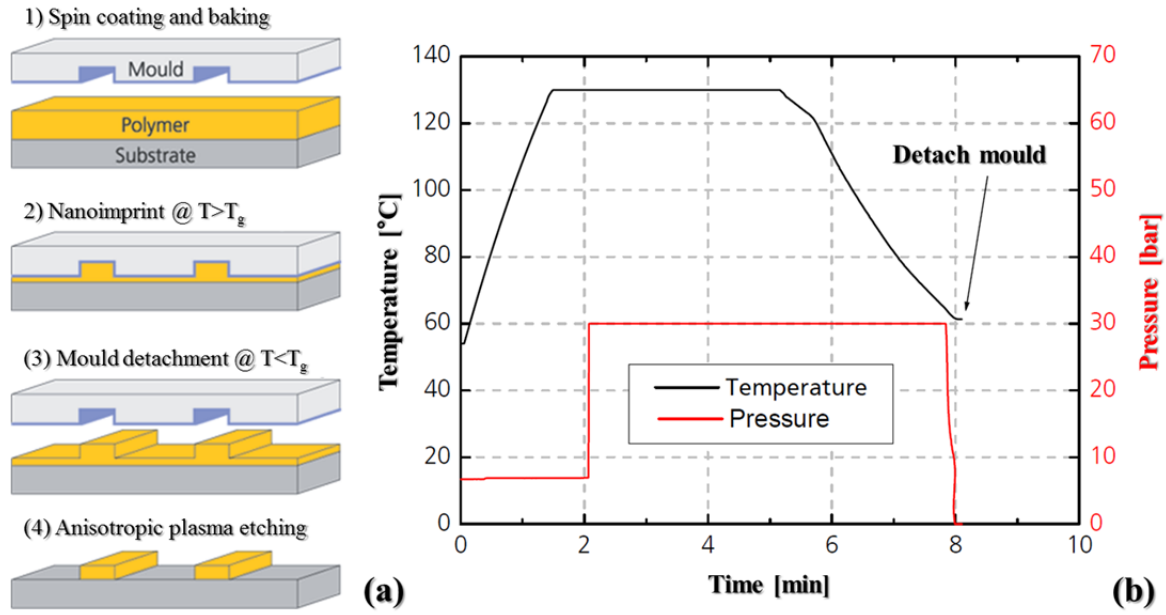 1) Spin coating and baking
Mould
Polymer
Substrate
2) Nanoimprint @ T>Tg
(3) Mould detachment @ T<Tg
(4) Anisotropic plasma etching
(a)
140
120
100
80
60
40
20
0
Temperature [°C]
70
60
50
40
30
20
10
0
Pressure [bar]
Detach mould
Temperature
Pressure
0 2 4 6 8 10
Time [min]
(b)